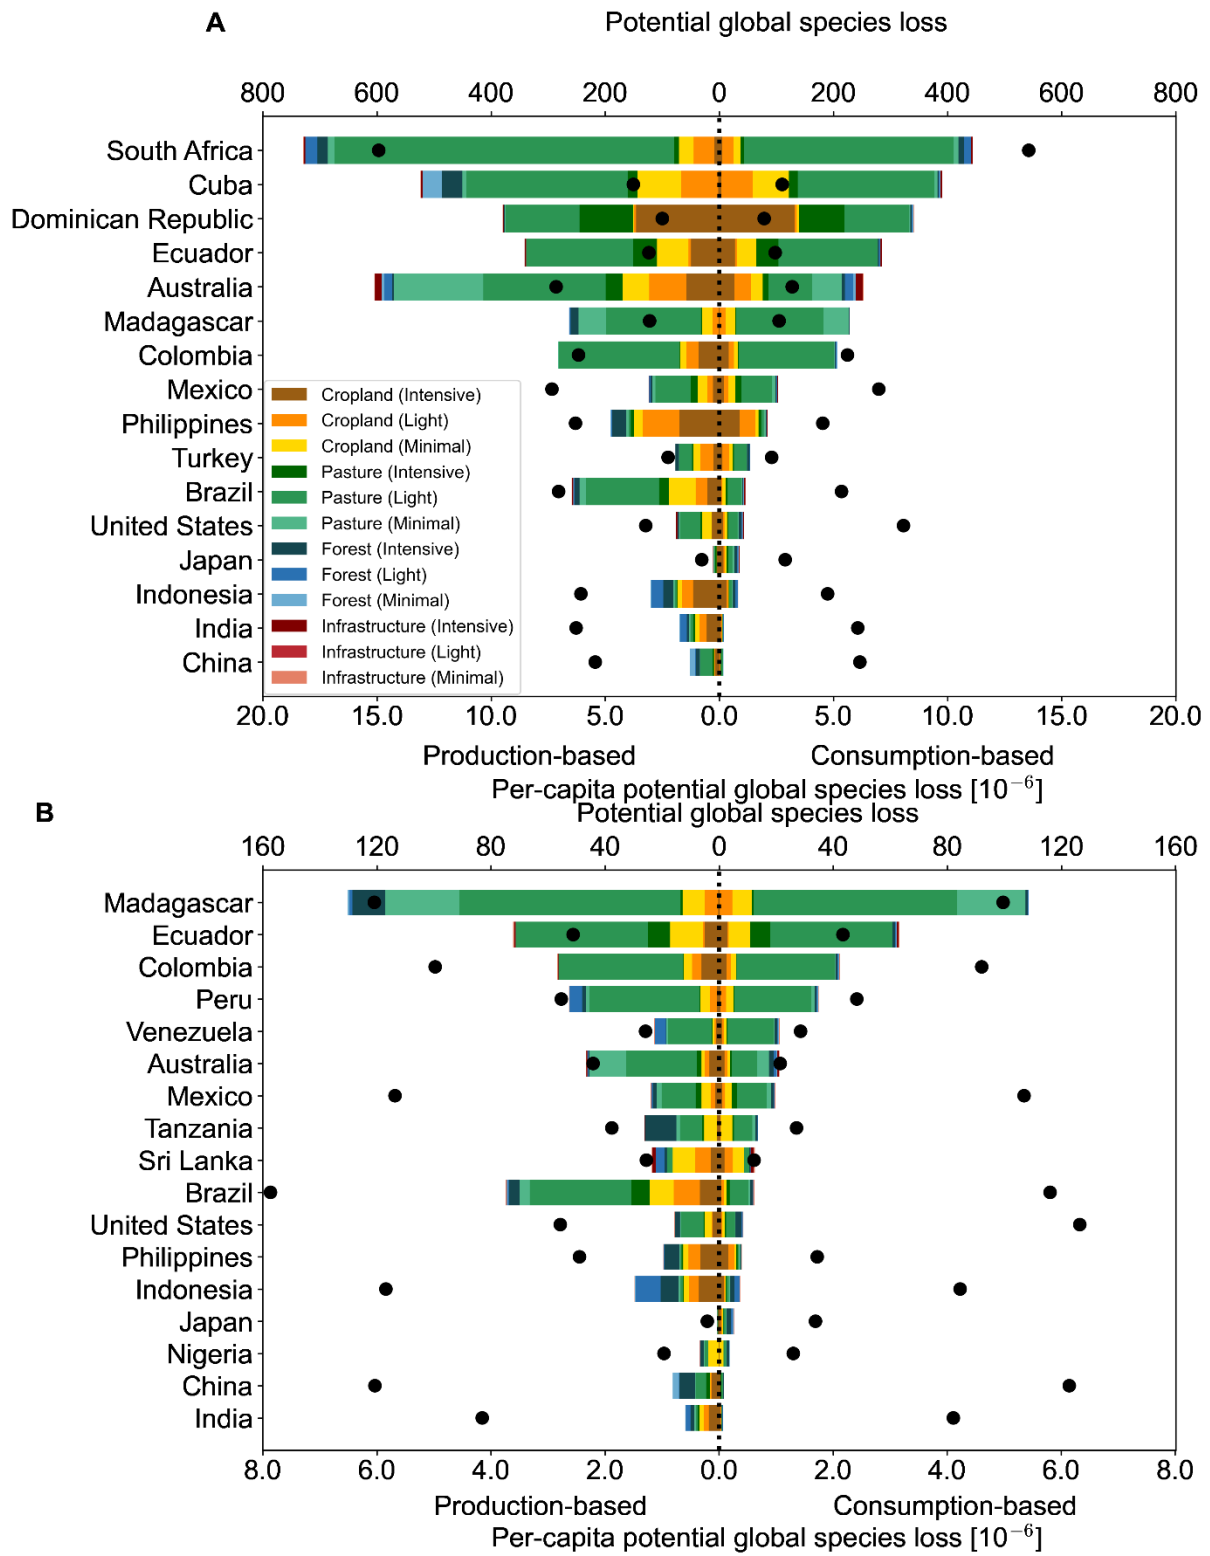 A
Potential global species loss
800 600 400 200 0 200 400 600 800
South Africa
Cuba
Dominican Republic
Ecuador
Australia
Madagascar
Colombia
Mexico
Philippines
Turkey
Brazil
United States
Japan
Indonesia
India
China
Cropland (Intensive)
Cropland (Light)
Cropland (Minimal)
Pasture (Intensive)
Pasture (Light)
Pasture (Minimal)
Forest (Intensive)
Forest (Light)
Forest (Minimal)
Infrastructure (Intensive)
Infrastructure (Light)
Infrastructure (Minimal)
20.0 15.0 10.0 5.0 0.0 5.0 10.0 15.0 20.0
Production-based Consumption-based
Per-capita potential global species loss [10⁻⁶]
B
Potential global species loss
160 120 80 40 0 40 80 120 160
Madagascar
Ecuador
Colombia
Peru
Venezuela
Australia
Mexico
Tanzania
Sri Lanka
Brazil
United States
Philippines
Indonesia
Japan
Nigeria
China
India
8.0 6.0 4.0 2.0 0.0 2.0 4.0 6.0 8.0
Production-based Consumption-based
Per-capita potential global species loss [10⁻⁶]